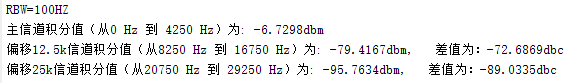 RBW=100HZ
主信道积分值（从0 Hz 到 4250 Hz）为: -6.7298dbm
偏移12.5k信道积分值（从8250 Hz 到 16750 Hz）为: -79.4167dbm,   差值为: -72.6869dbc
偏移25k信道积分值（从20750 Hz 到 29250 Hz）为: -95.7634dbm,   差值为: -89.0335dbc